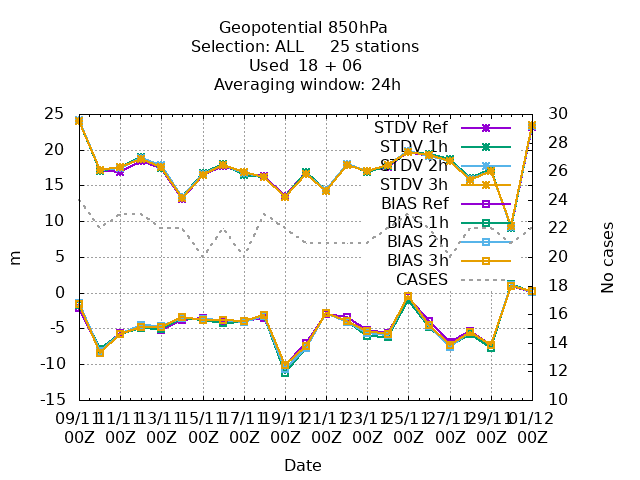 Geopotential 850hPa
Selection: ALL     25 stations
Used  18 + 06
Averaging window: 24h
25
20
15
10
5
0
-5
-10
-15
m
30
28
26
24
22
20
18
16
14
12
10
No cases
STDV Ref
STDV 1h
STDV 2h
STDV 3h
BIAS Ref
BIAS 1h
BIAS 2h
BIAS 3h
CASES
09/11 11/11 13/11 15/11 17/11 19/11 21/11 23/11 25/11 27/11 29/11 01/12
00Z 00Z 00Z 00Z 00Z 00Z 00Z 00Z 00Z 00Z 00Z 00Z
Date